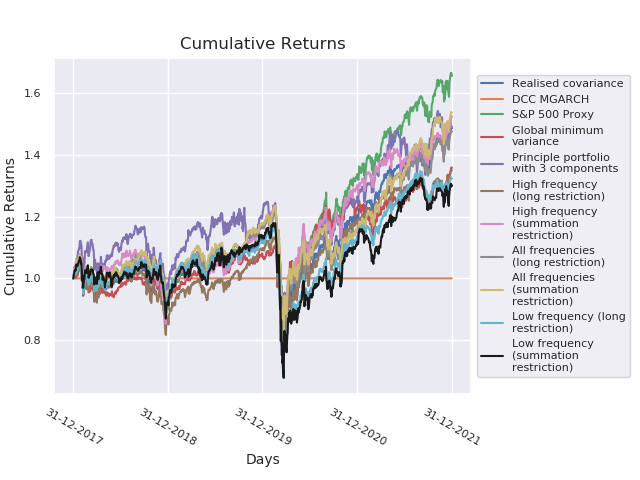 Cumulative Returns
Cumulative Returns
1.6
1.4
1.2
1.0
0.8
31-12-2017
31-12-2018
31-12-2019
31-12-2020
31-12-2021
Days
Realised covariance
DCC MGARCH
S&P 500 Proxy
Global minimum
variance
Principle portfolio
with 3 components
High frequency
(long restriction)
High frequency
(summation
restriction)
All frequencies
(long restriction)
All frequencies
(summation
restriction)
Low frequency (long
restriction)
Low frequency
(summation
restriction)